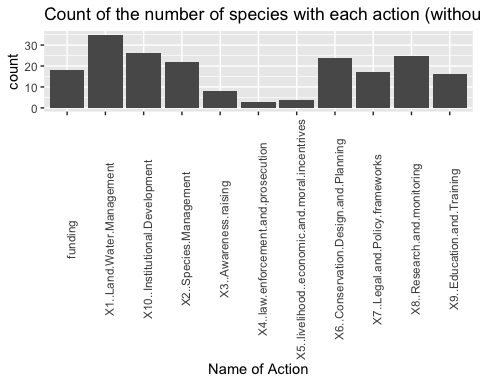 Count of the number of species with each action (withou
count
30
20
10
0
funding
X1..Land.Water.Management
X10..Institutional.Development
X2..Species.Management
X3..Awareness.raising
X4..law.enforcement.and.prosecution
X5..livelihood..economic.and.moral.incentives
X6..Conservation.Design.and.Planning
X7..Legal.and.Policy.frameworks
X8..Research.and.monitoring
X9..Education.and.Training
Name of Action